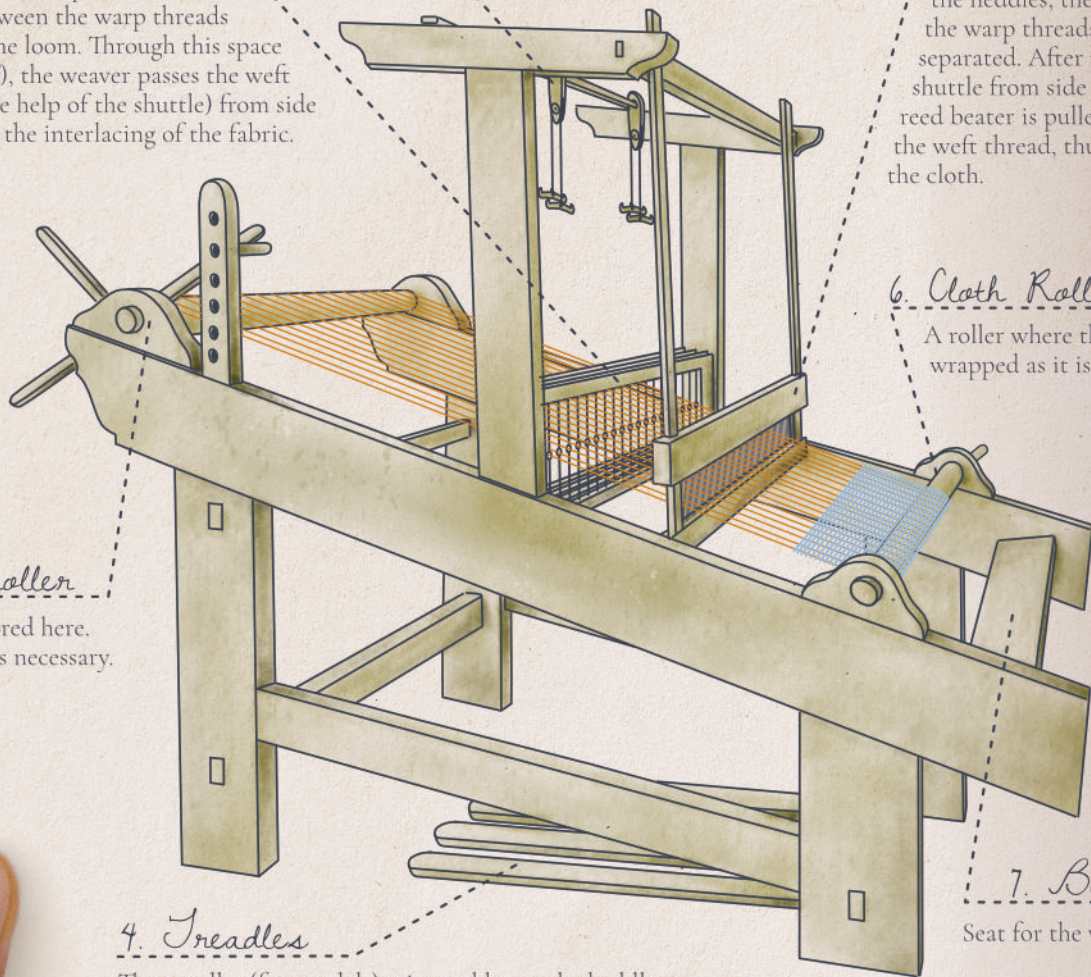 the warp threads
ne loom. Through this space
), the weaver passes the weft
e help of the shuttle) from side
the interlacing of the fabric.
the heddles, the
the warp threads
separated. After
shuttle from side
reed beater is pulle
the weft thread, thu
the cloth.
6. Cloth Roll
A roller where th
wrapped as it is
oller
red here.
s necessary.
4. Treadles
7. B
Seat for the